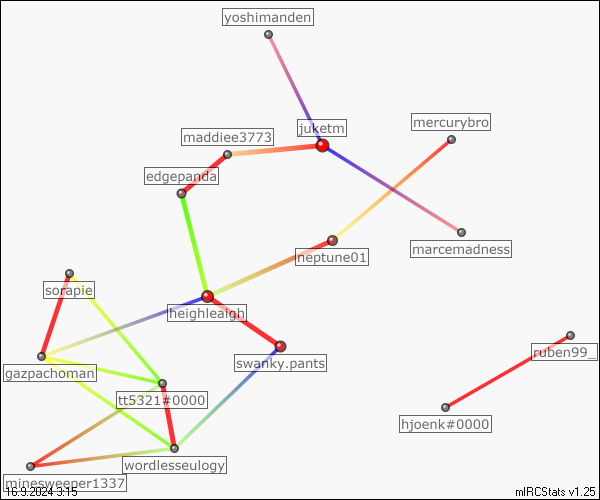 yoshimanden
mercurybro
juketm
maddiee3773
edgepanda
marcemadness
neptune01
sorapie
heighleaigh
ruben99_
swanky.pants
gazpachoman
tt5321#0000
hjoenk#0000
wordlesseulogy
minesweeper1337
16.9.2024 3:15
mIRCStats v1.25